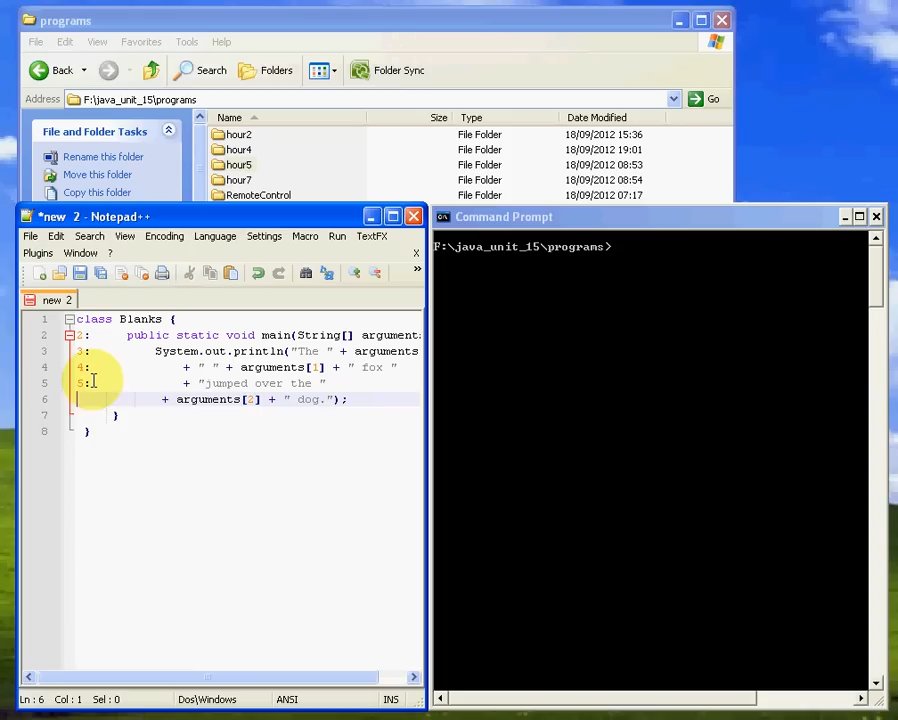 programs
File Edit View Favorites Tools Help
Back Search Folders Folder Sync
Address F:\java_unit_15\programs Go
File and Folder Tasks
Rename this folder
Move this folder
Copy this folder
Name Size Type Date Modified
hour2 File Folder 18/09/2012 15:36
hour4 File Folder 18/09/2012 19:01
hour5 File Folder 18/09/2012 08:53
hour7 File Folder 18/09/2012 08:54
RemoteControl File Folder 18/09/2012 07:17
*new 2 - Notepad++
File Edit Search View Encoding Language Settings Macro Run TextFX
Plugins Window ? X
new 2
1 class Blanks {
2 2: public static void main(String[] arguments
3 3: System.out.println("The " + arguments
4 4: + " " + arguments[1] + " fox "
5 5: + "jumped over the "
6 + arguments[2] + " dog.");
7 }
8 }
Ln : 6 Col : 1 Sel : 0 Dos\Windows ANSI INS
Command Prompt
F:\java_unit_15\programs>